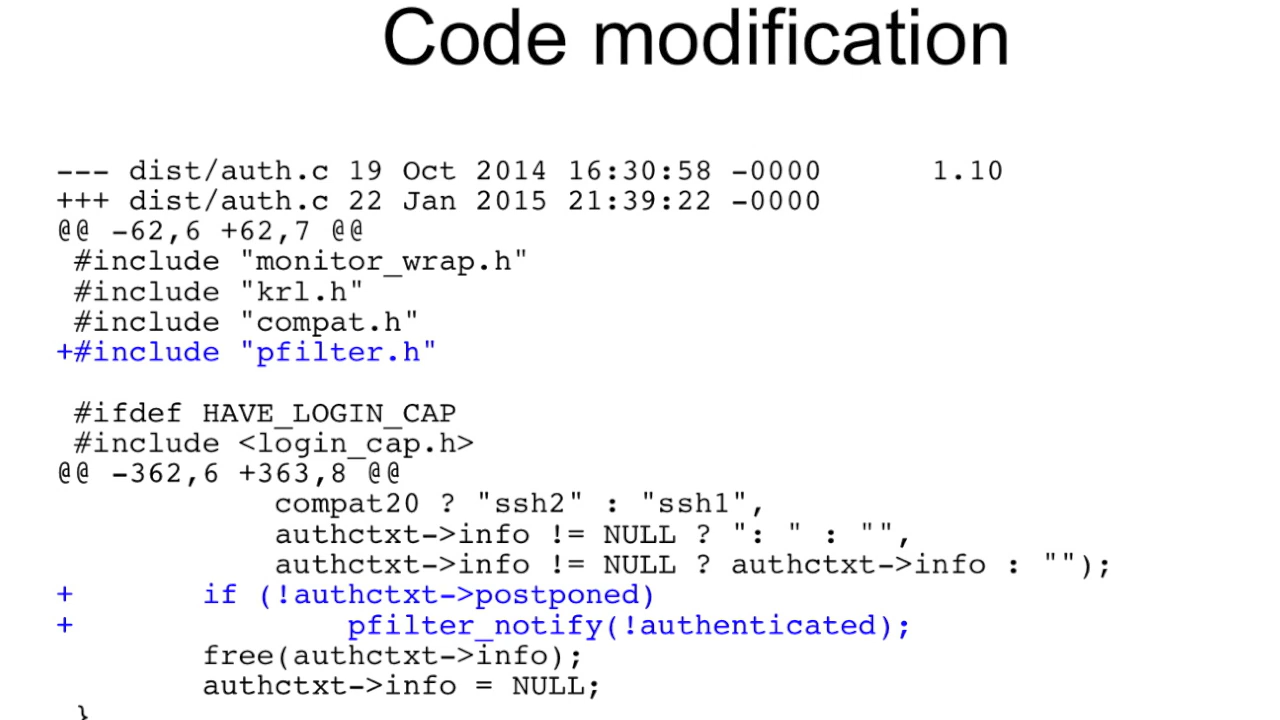 Code modification
--- dist/auth.c 19 Oct 2014 16:30:58 -0000 1.10
+++ dist/auth.c 22 Jan 2015 21:39:22 -0000
@@ -62,6 +62,7 @@
#include "monitor_wrap.h"
#include "krl.h"
#include "compat.h"
+#include "pfilter.h"
#ifdef HAVE_LOGIN_CAP
#include <login_cap.h>
@@ -362,6 +363,8 @@
compat20 ? "ssh2" : "ssh1",
authctxt->info != NULL ? ": " : "",
authctxt->info != NULL ? authctxt->info : "");
+ if (!authctxt->postponed)
+ pfilter_notify(!authenticated);
free(authctxt->info);
authctxt->info = NULL;
}